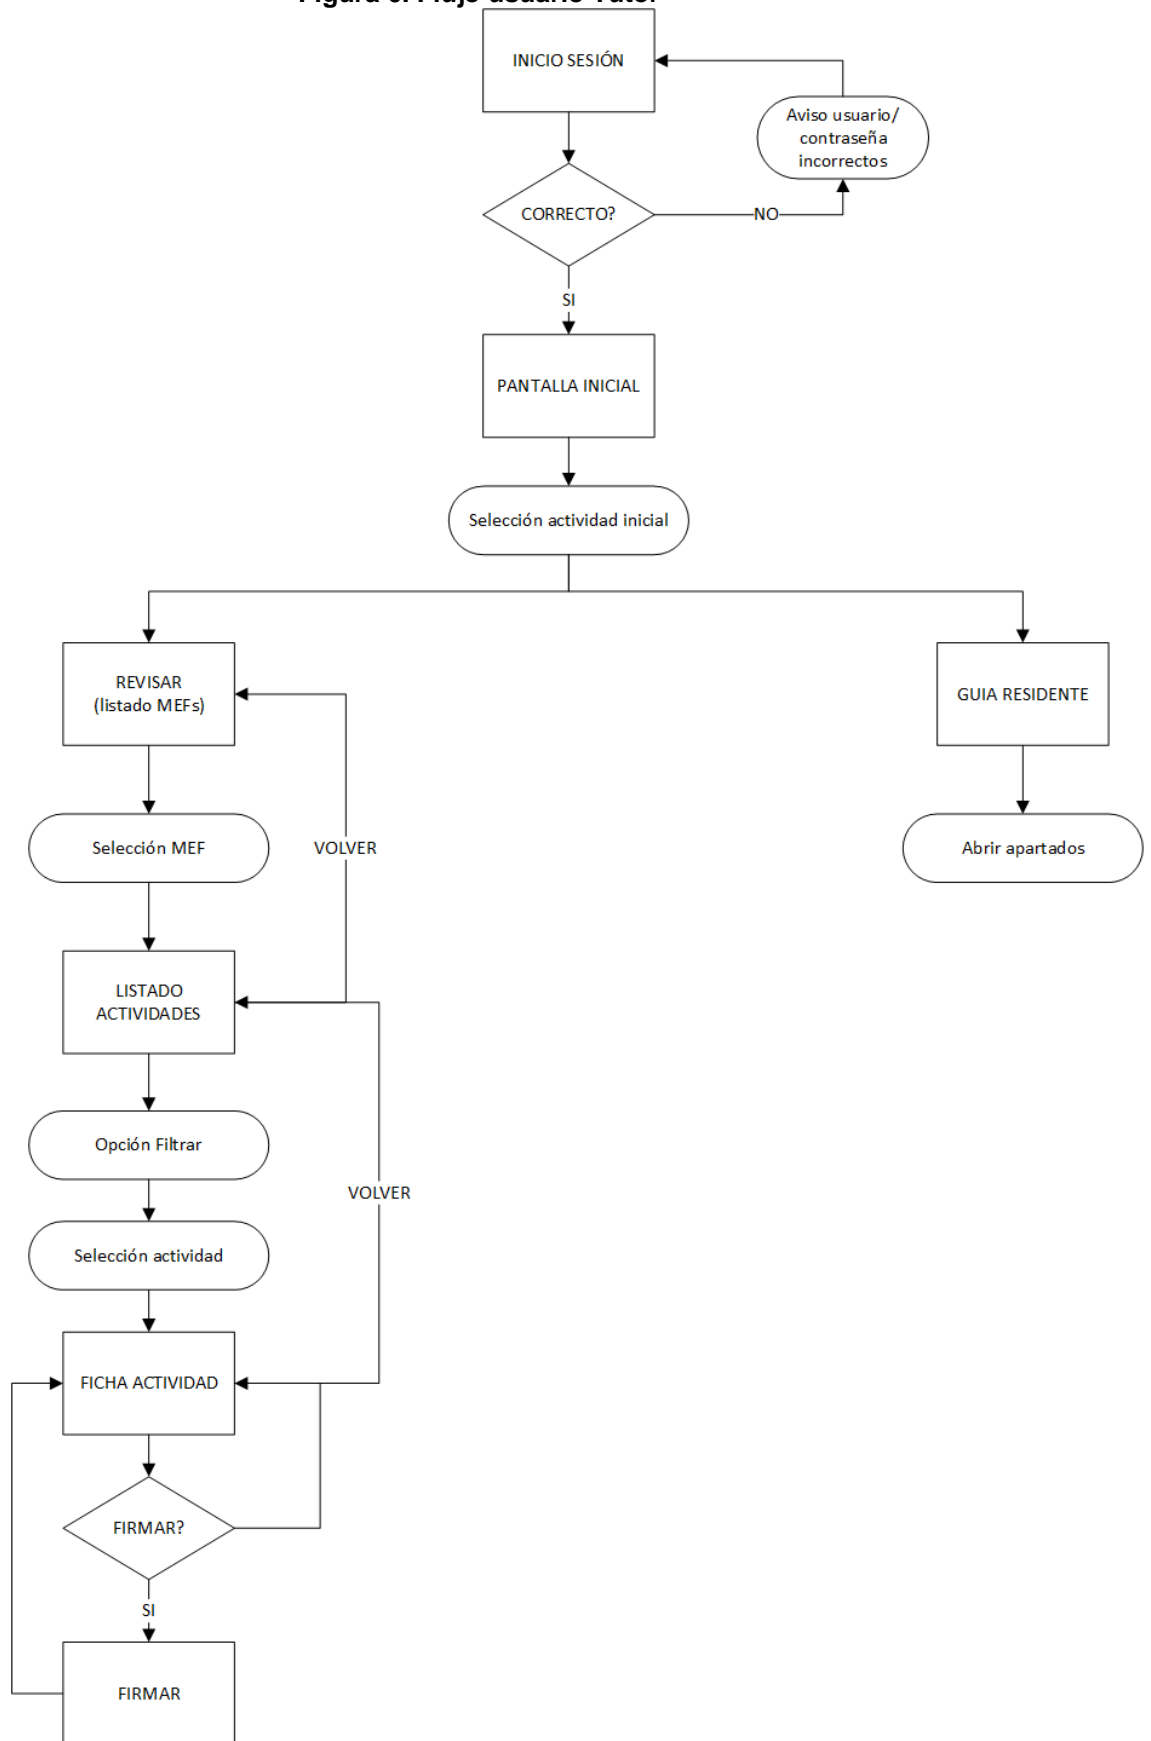 INICIO SESIÓN
Aviso usuario/
contraseña
incorrectos
CORRECTO?
NO
SI
PANTALLA INICIAL
Selección actividad inicial
REVISAR
(listado MEFs)
GUIA RESIDENTE
Selección MEF
VOLVER
Abrir apartados
LISTADO
ACTIVIDADES
Opción Filtrar
VOLVER
Selección actividad
FICHA ACTIVIDAD
FIRMAR?
SI
FIRMAR